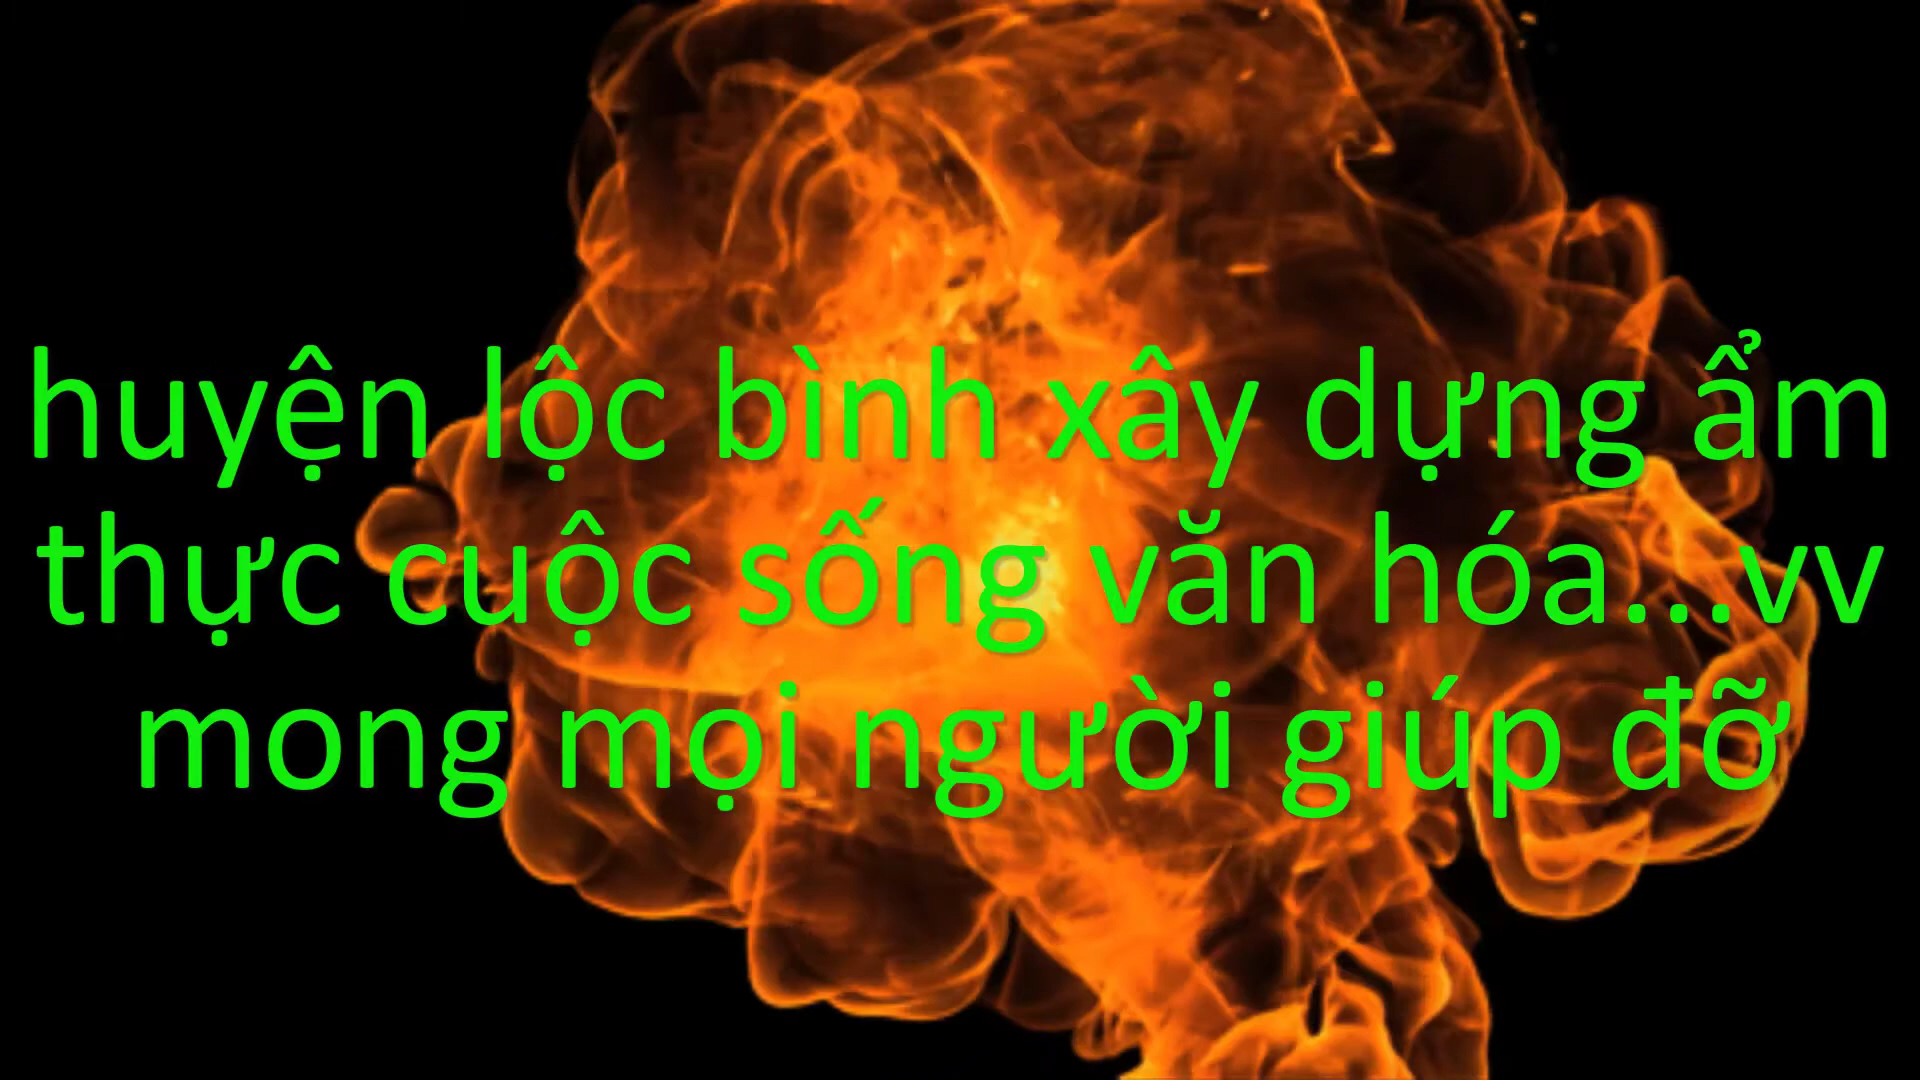 huyện lộc bình xây dựng ẩm
thực cuộc sống văn hóa...vv
mong mọi người giúp đỡ